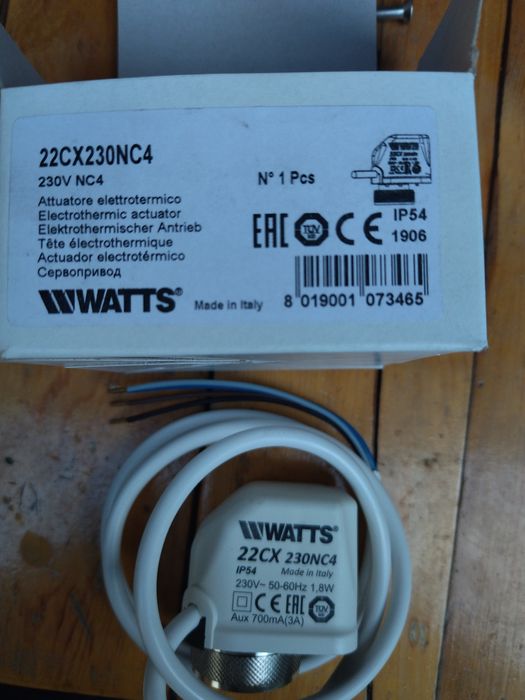 22CX230NC4
230V NC4
N° 1 Pcs
Attuatore elettrotermico
Electrothermic actuator
Elektrothermischer Antrieb
Tête électrothermique
Actuador electrotérmico
Сервопривод
EAC TÜV CE IP54
1906
WATTS®
Made in Italy
8 019001 073465
WATTS®
22CX 230NC4
IP54 Made in Italy
230V~ 50-60Hz 1,8W
CE EAC TÜV
Aux 700mA(3A)